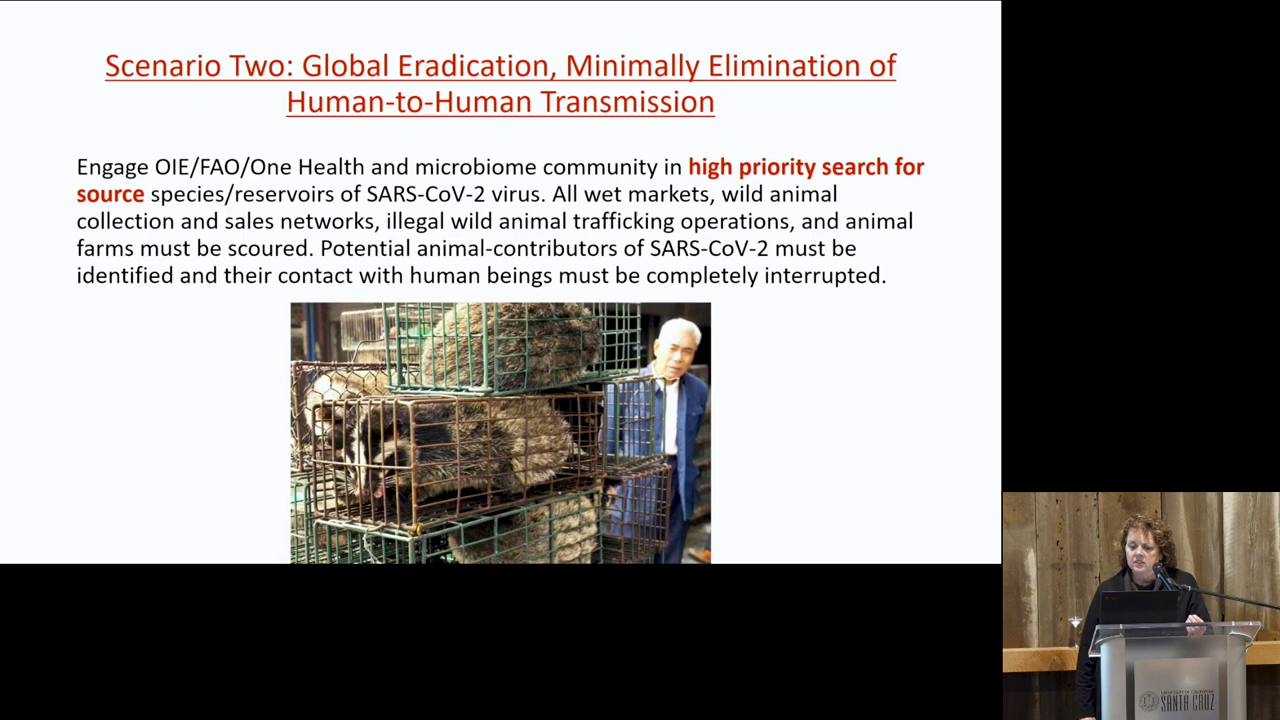 Scenario Two: Global Eradication, Minimally Elimination of
Human-to-Human Transmission
Engage OIE/FAO/One Health and microbiome community in high priority search for
source species/reservoirs of SARS-CoV-2 virus. All wet markets, wild animal
collection and sales networks, illegal wild animal trafficking operations, and animal
farms must be scoured. Potential animal-contributors of SARS-CoV-2 must be
identified and their contact with human beings must be completely interrupted.
UNIVERSITY OF CALIFORNIA
SANTA CRUZ